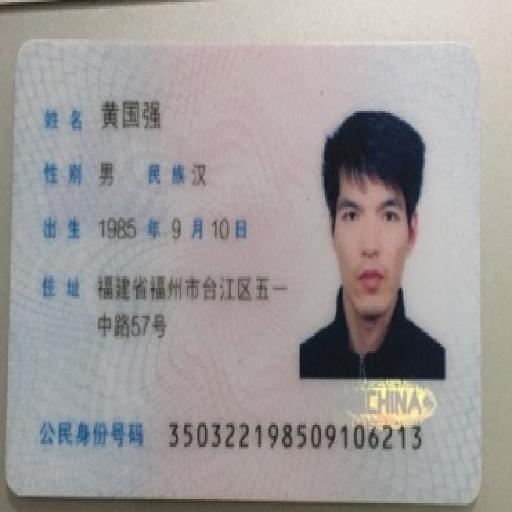 姓名 黄国强
性别 男 民族 汉
出生 1985 年 9 月 10 日
住址 福建省福州市台江区五一
中路57号
CHINA
公民身份号码 350322198509106213